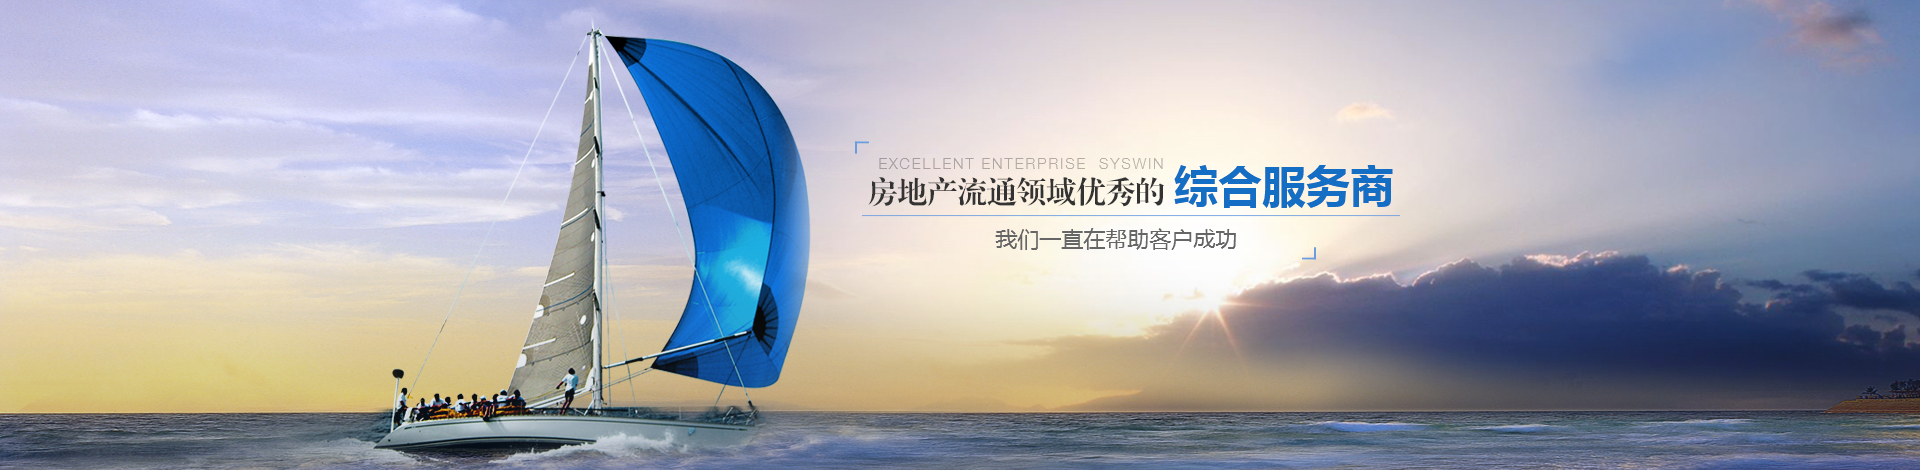 EXCELLENT ENTERPRISE SYSWIN
房地产流通领域优秀的 综合服务商
我们一直在帮助客户成功